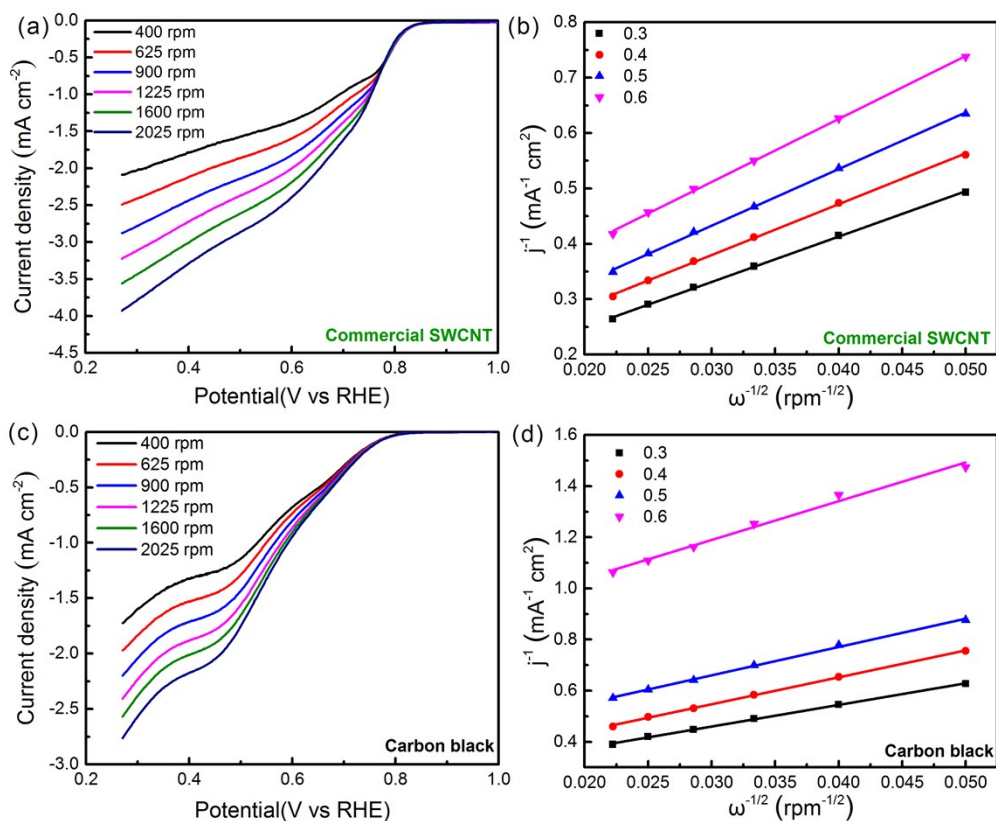 (a)
400 rpm
625 rpm
900 rpm
1225 rpm
1600 rpm
2025 rpm
0.0
-0.5
-1.0
-1.5
-2.0
-2.5
-3.0
-3.5
-4.0
-4.5
Current density (mA cm-2)
0.2 0.4 0.6 0.8 1.0
Potential(V vs RHE)
Commercial SWCNT
(b)
0.3
0.4
0.5
0.6
0.8
0.7
0.6
0.5
0.4
0.3
0.2
j-1 (mA-1 cm2)
0.020 0.025 0.030 0.035 0.040 0.045 0.050
ω-1/2 (rpm-1/2)
Commercial SWCNT
(c)
400 rpm
625 rpm
900 rpm
1225 rpm
1600 rpm
2025 rpm
0.0
-0.5
-1.0
-1.5
-2.0
-2.5
-3.0
Current density (mA cm-2)
0.2 0.4 0.6 0.8 1.0
Potential(V vs RHE)
Carbon black
(d)
0.3
0.4
0.5
0.6
1.6
1.4
1.2
1.0
0.8
0.6
0.4
j-1 (mA-1 cm2)
0.020 0.025 0.030 0.035 0.040 0.045 0.050
ω-1/2 (rpm-1/2)
Carbon black